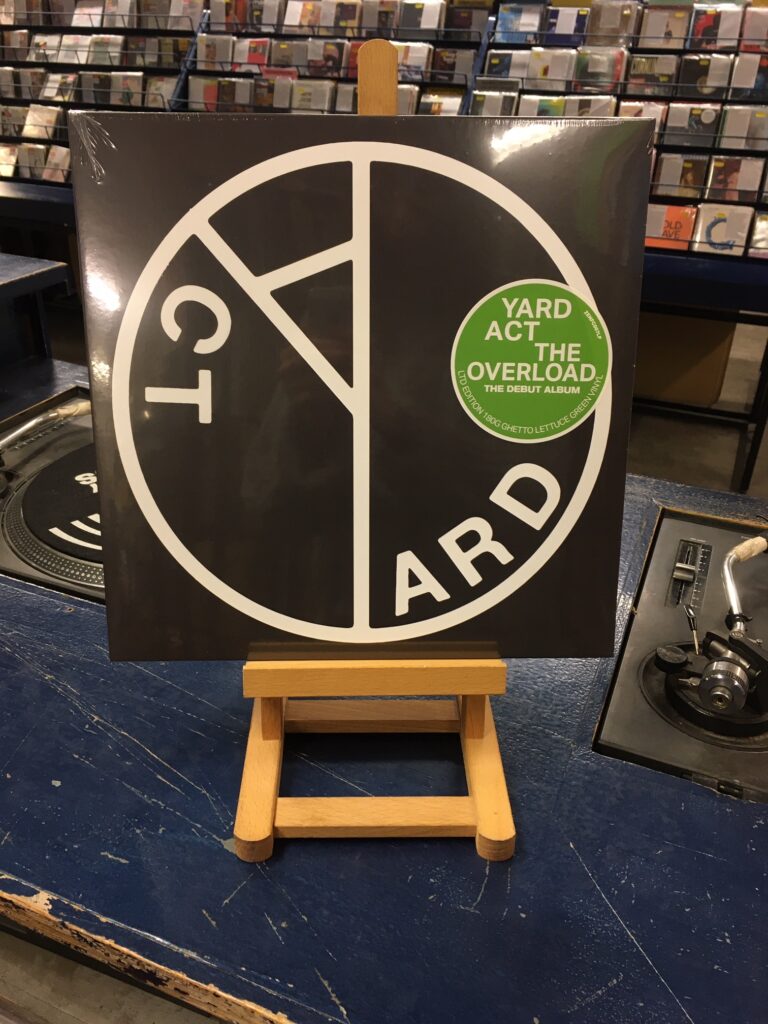 CT
ARD
YARD
ACT
THE
OVERLOAD
THE DEBUT ALBUM
LTD EDITION 180G GHETTO LETTUCE GREEN VINYL